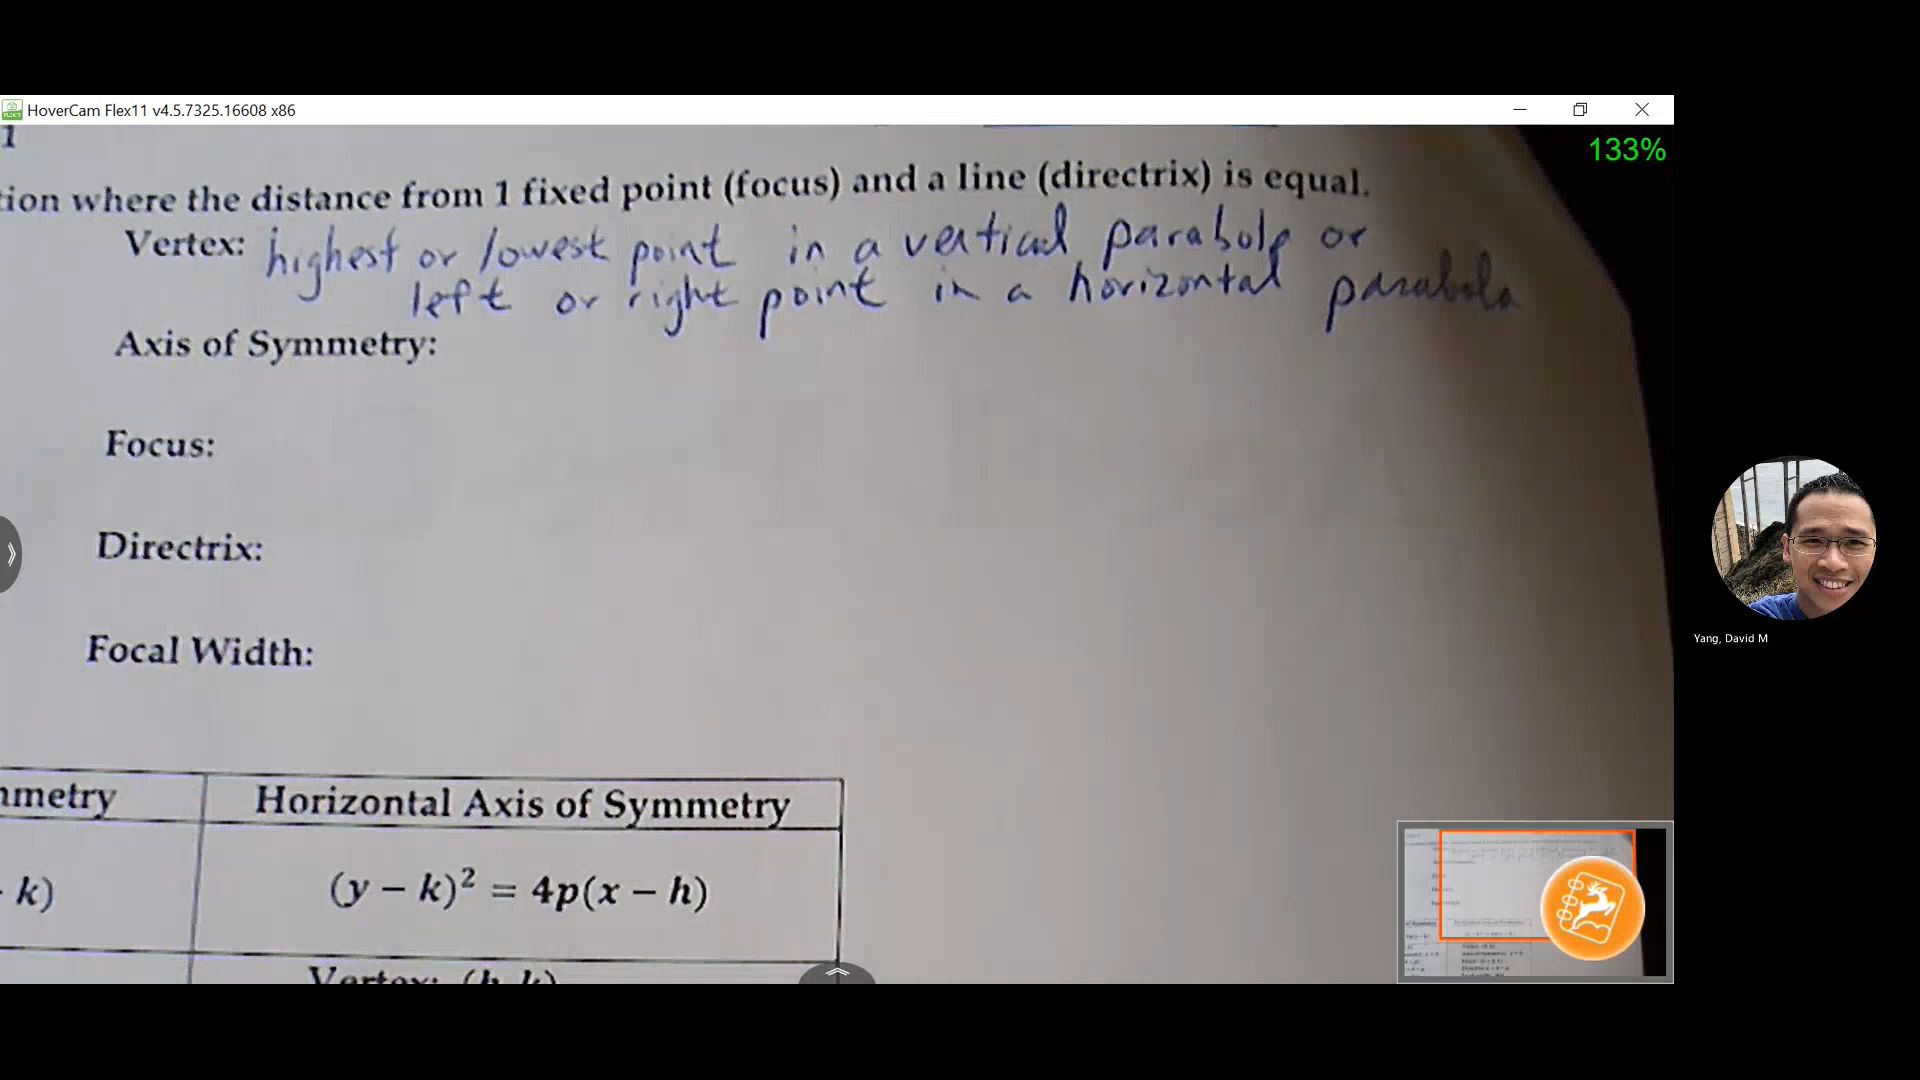 HoverCam Flex11 v4.5.7325.16608 x86
133%
1
tion where the distance from 1 fixed point (focus) and a line (directrix) is equal.
Vertex: highest or lowest point in a vertical parabola or
left or right point in a horizontal parabola
Axis of Symmetry:
Focus:
Directrix:
Focal Width:
mmetry
Horizontal Axis of Symmetry
k)
(y − k)² = 4p(x − h)
Vertex: (h, k)
Yang, David M